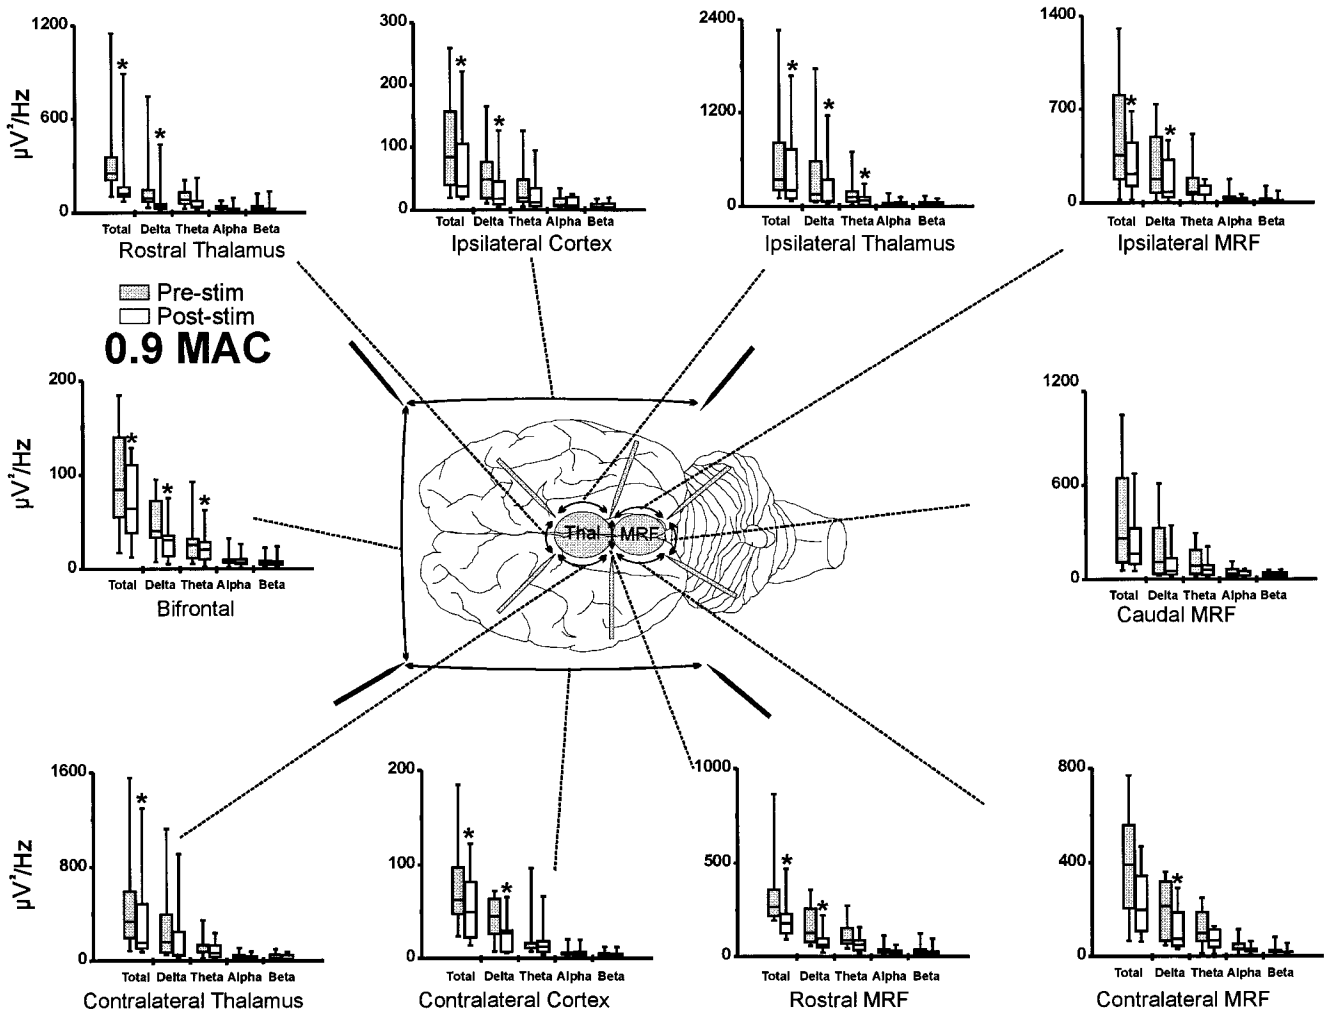 1200
600
0
μV²/Hz
*
*
Total Delta Theta Alpha Beta
Rostral Thalamus
300
200
100
0
*
*
Total Delta Theta Alpha Beta
Ipsilateral Cortex
2400
1200
0
*
*
*
Total Delta Theta Alpha Beta
Ipsilateral Thalamus
1400
700
0
*
*
Total Delta Theta Alpha Beta
Ipsilateral MRF
Pre-stim
Post-stim
0.9 MAC
200
100
0
μV²/Hz
*
*
*
Total Delta Theta Alpha Beta
Bifrontal
Thal
MRF
1200
600
0
Total Delta Theta Alpha Beta
Caudal MRF
1600
800
0
μV²/Hz
*
Total Delta Theta Alpha Beta
Contralateral Thalamus
200
100
0
*
*
Total Delta Theta Alpha Beta
Contralateral Cortex
1000
500
0
*
*
Total Delta Theta Alpha Beta
Rostral MRF
800
400
0
*
Total Delta Theta Alpha Beta
Contralateral MRF